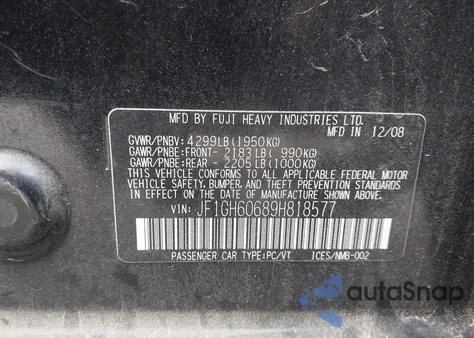 MFD BY FUJI HEAVY INDUSTRIES LTD.
MFD IN 12/08
GVWR/PNBV: 4299LB(1950KG)
GAWR/PNBE:FRONT- 2183LB( 990KG)
GAWR/PNBE:REAR - 2205LB(1000KG)
THIS VEHICLE CONFORMS TO ALL APPLICABLE FEDERAL MOTOR VEHICLE
SAFETY, BUMPER, AND THEFT PREVENTION STANDARDS IN EFFECT ON
THE DATE OF MANUFACTURE SHOWN ABOVE.
VIN: JF1GH60689H818577
PASSENGER CAR TYPE:PC/VT ICES/NMB-002
autoSnap